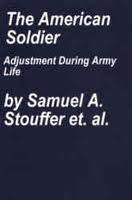 The American
Soldier
Adjustment During Army
Life
by Samuel A.
Stouffer et. al.